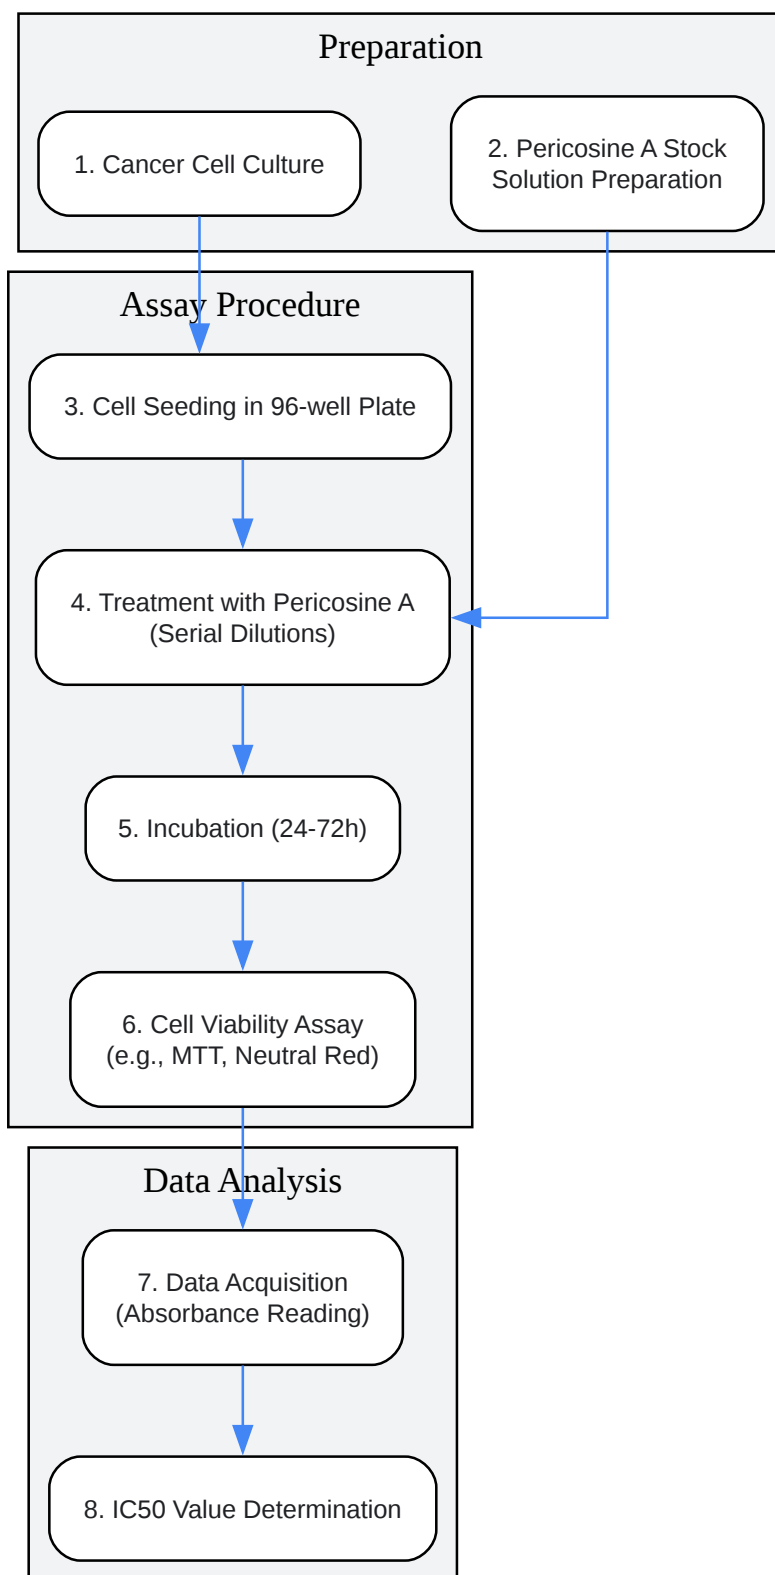 Preparation
1. Cancer Cell Culture
2. Pericosine A Stock
Solution Preparation
Assay Procedure
3. Cell Seeding in 96-well Plate
4. Treatment with Pericosine A
(Serial Dilutions)
5. Incubation (24-72h)
6. Cell Viability Assay
(e.g., MTT, Neutral Red)
Data Analysis
7. Data Acquisition
(Absorbance Reading)
8. IC50 Value Determination